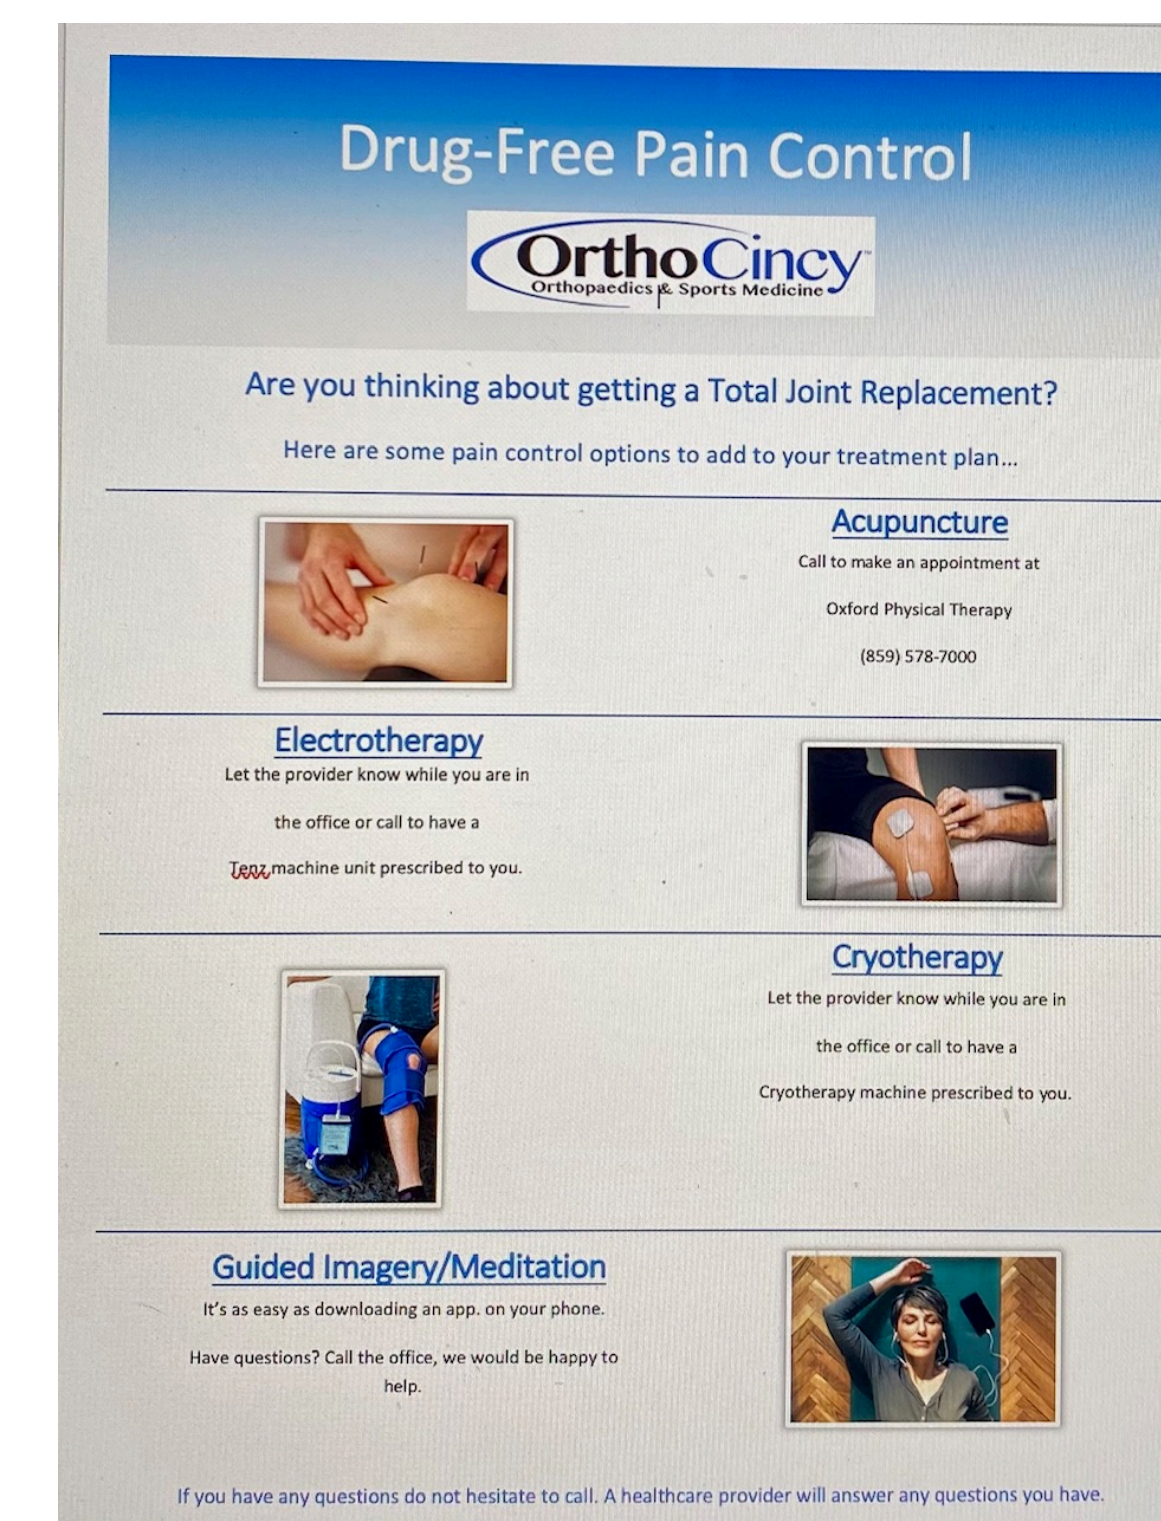 Drug-Free Pain Control
OrthoCincy™
Orthopaedics & Sports Medicine
Are you thinking about getting a Total Joint Replacement?
Here are some pain control options to add to your treatment plan...
Acupuncture
Call to make an appointment at
Oxford Physical Therapy
(859) 578-7000
Electrotherapy
Let the provider know while you are in
the office or call to have a
Tenz machine unit prescribed to you.
Cryotherapy
Let the provider know while you are in
the office or call to have a
Cryotherapy machine prescribed to you.
Guided Imagery/Meditation
It's as easy as downloading an app. on your phone.
Have questions? Call the office, we would be happy to
help.
If you have any questions do not hesitate to call. A healthcare provider will answer any questions you have.